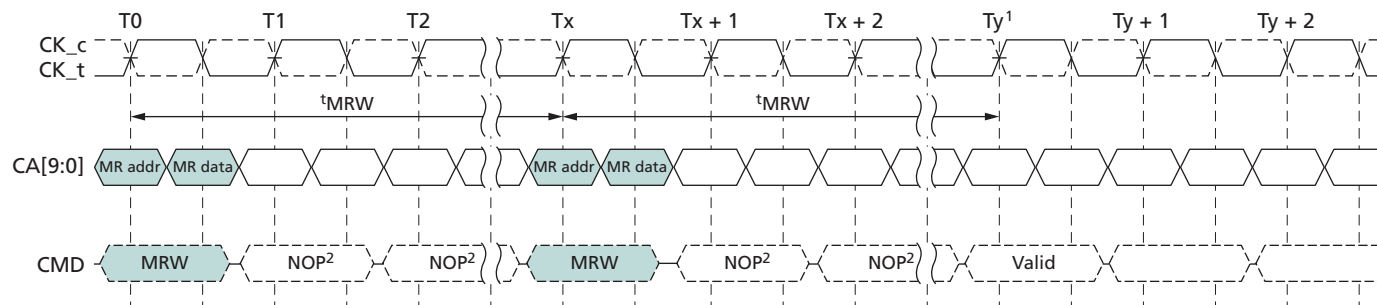 T0 T1 T2 Tx Tx + 1 Tx + 2 Ty¹ Ty + 1 Ty + 2
CK_c
CK_t
ᵗMRW ᵗMRW
CA[9:0] MR addr MR data MR addr MR data
CMD MRW NOP² NOP² MRW NOP² NOP² Valid